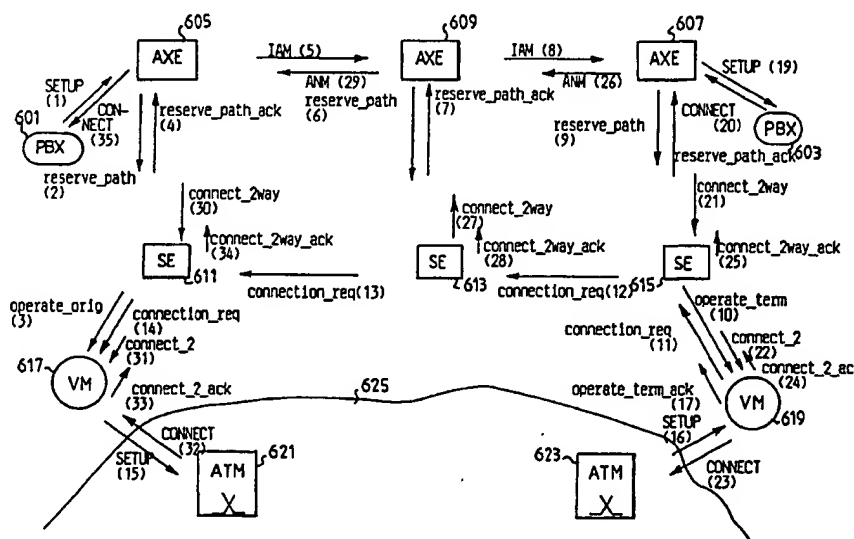 605
609
607
AXE
IAM (5)
AXE
IAM (8)
AXE
SETUP
(1)
ANM (29)
ANM (26)
SETUP (19)
601
CON-
NECT
(35)
reserve_path_ack
(4)
reserve_path
(6)
reserve_path_ack
(7)
reserve_path
(9)
CONNECT
(20)
PBX
PBX
603
reserve_path
(2)
reserve_path_ack
connect_2way
(30)
connect_2way
(27)
connect_2way
(21)
connect_2way_ack
(34)
connect_2way_ack
(28)
connect_2way_ack
(25)
SE
611
SE
613
SE
615
connection_req(13)
connection_req(12)
operate_orig
(3)
connection_req
(14)
connect_2
(31)
operate_term
(10)
connection_req
(11)
connect_2
(22)
connect_2_ac
(24)
617
VM
connect_2_ack
(33)
625
operate_term_ack
(17)
VM
619
CONNECT
(32)
SETUP
(15)
SETUP
(16)
CONNECT
(23)
621
ATM
X
623
ATM
X